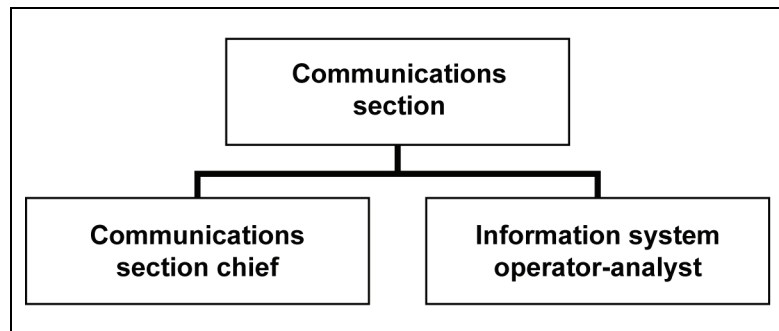 Communications
section
Communications
section chief
Information system
operator-analyst